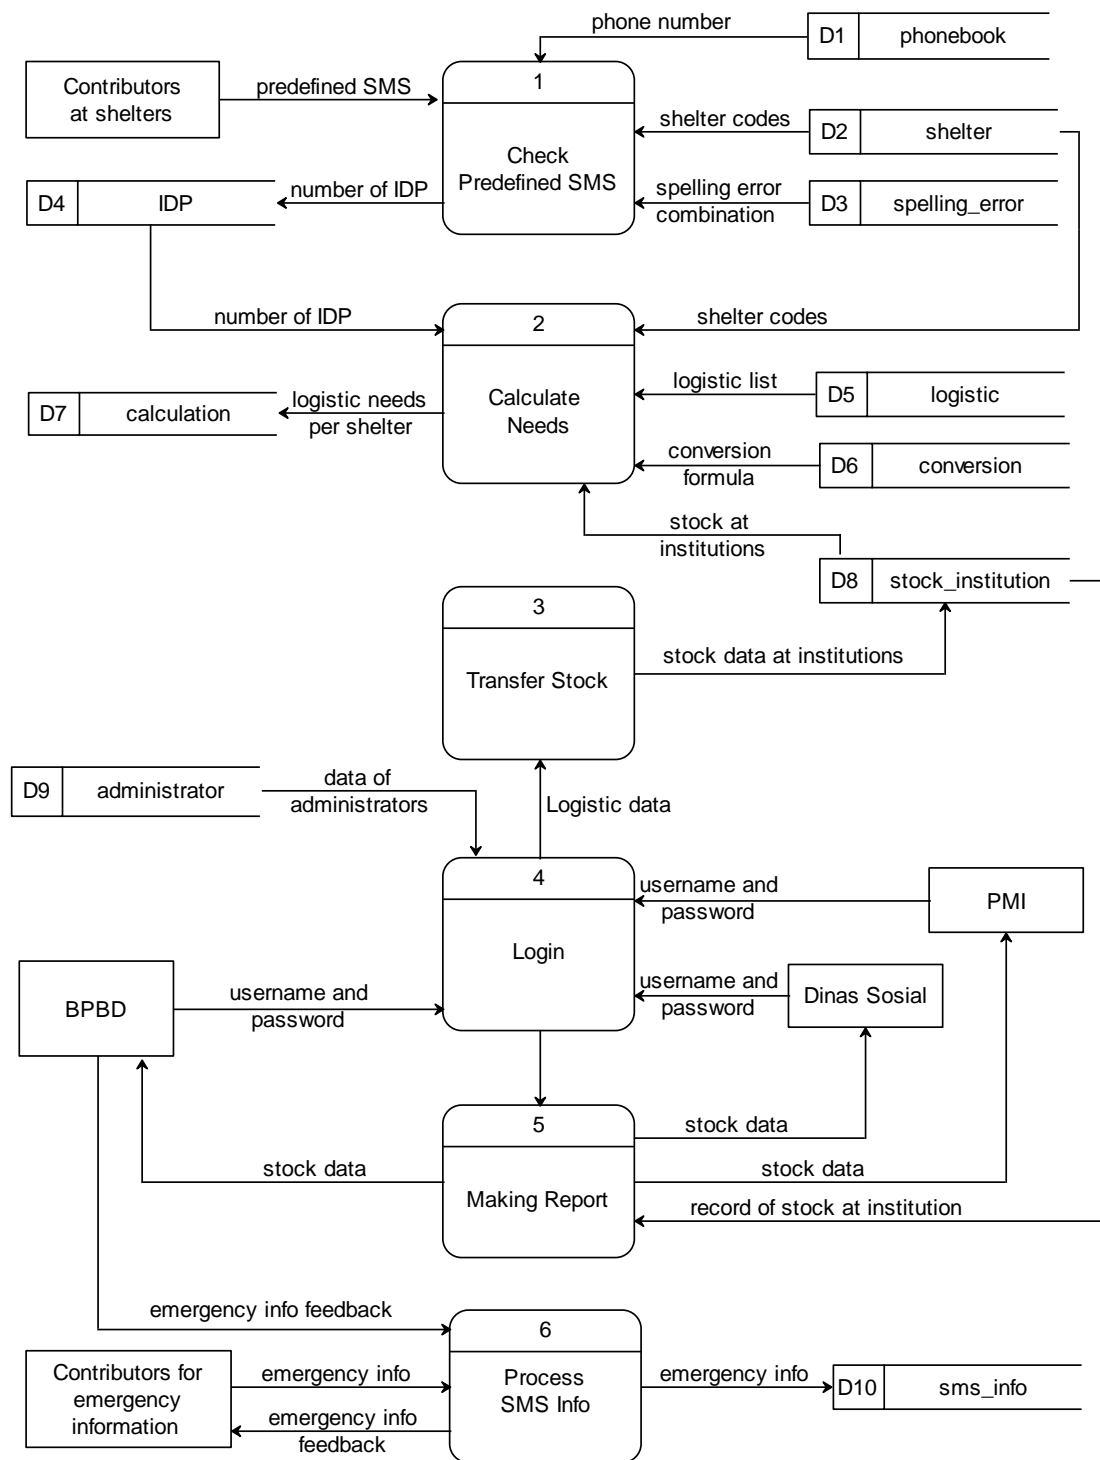 phone number
D1
phonebook
Contributors
at shelters
predefined SMS
1
Check
Predefined SMS
shelter codes
D2
shelter
D4
IDP
number of IDP
spelling error
combination
D3
spelling_error
number of IDP
2
Calculate
Needs
shelter codes
logistic list
D5
logistic
D7
calculation
logistic needs
per shelter
conversion
formula
D6
conversion
stock at
institutions
D8
stock_institution
3
Transfer Stock
stock data at institutions
D9
administrator
data of
administrators
Logistic data
4
Login
username and
password
PMI
BPBD
username and
password
username and
password
Dinas Sosial
5
Making Report
stock data
stock data
stock data
record of stock at institution
emergency info feedback
6
Process
SMS Info
Contributors for
emergency
information
emergency info
emergency info
feedback
emergency info
D10
sms_info